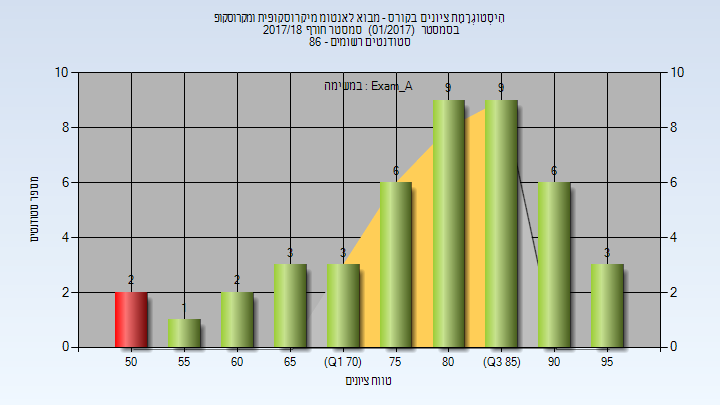 היסטוגרמת ציונים בקורס - מבוא לאנטומ מיקרוסקופית ומקרוסקופ
בסמסטר (01/2017) סמסטר חורף 2017/18
סטודנטים רשומים - 86
במשימה : Exam_A
מספר סטודנטים
10 10
8 8
6 6
4 4
2 2
0 0
2 1 2 3 3 6 9 9 6 3
50 55 60 65 (Q1 70) 75 80 (Q3 85) 90 95
טווח ציונים